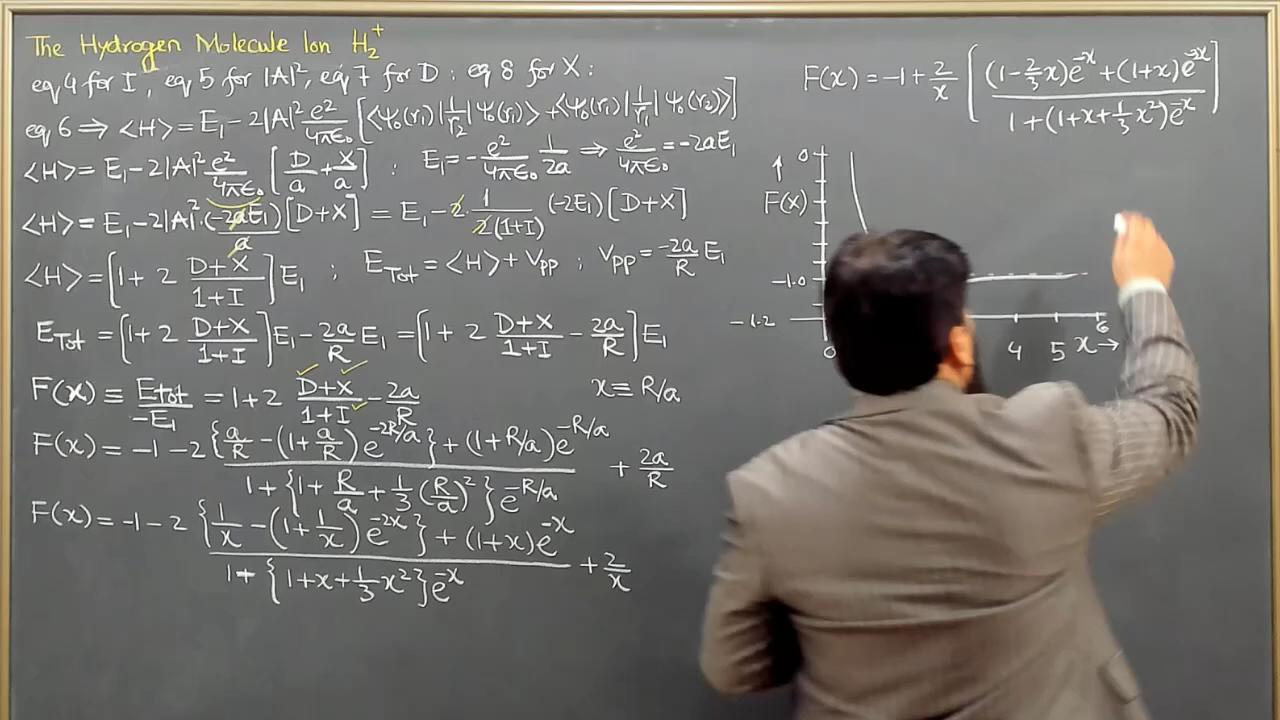 The Hydrogen Molecule Ion H₂⁺
eq 4 for I, eq 5 for |A|², eq 7 for D : eq 8 for X :
eq 6 ⇒ <H> = E₁ - 2|A|² e²/4πε₀ [<ψ₀(r₁)|1/r₂|ψ₀(r₁)> + <ψ₀(r₁)|1/r₁|ψ₀(r₂)>]
<H> = E₁ - 2|A|² e²/4πε₀ [D/a + X/a] : E₁ = - e²/4πε₀ 1/2a ⇒ e²/4πε₀ = -2aE₁
<H> = E₁ - 2|A|² · (-2aE₁)/a [D+X] = E₁ - 2 1/2(1+I) (-2E₁) [D+X]
<H> = [1 + 2 (D+X)/(1+I)] E₁ ; E_Tot = <H> + V_pp ; V_pp = -2a/R E₁
E_Tot = [1 + 2 (D+X)/(1+I)] E₁ - 2a/R E₁ = [1 + 2 (D+X)/(1+I) - 2a/R] E₁
F(x) ≡ E_tot/-E₁ = 1 + 2 (D+X)/(1+I) - 2a/R x ≡ R/a
F(x) = -1 - 2 ({a/R - (1 + a/R) e^(-2R/a)} + (1+R/a) e^(-R/a))/(1 + {1 + R/a + 1/3 (R/a)²} e^(-R/a)) + 2a/R
F(x) = -1 - 2 ({1/x - (1 + 1/x) e^(-2x)} + (1+x) e^(-x))/(1 + {1+x+1/3 x²} e^(-x)) + 2/x
F(x) = -1 + 2/x [((1 - 2/3 x) e^(-x) + (1+x) e^(-2x))/(1 + (1+x+1/3 x²) e^(-x))]
0
↑
F(x)
-1.0
-1.2
0 4 5 6
x →